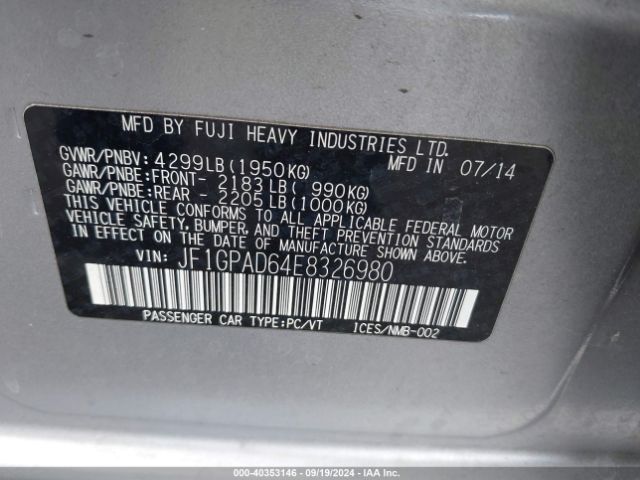 MFD BY FUJI HEAVY INDUSTRIES LTD.
GVWR/PNBV: 4299LB(1950KG) MFD IN 07/14
GAWR/PNBE:FRONT- 2183LB( 990KG)
GAWR/PNBE:REAR - 2205LB(1000KG)
THIS VEHICLE CONFORMS TO ALL APPLICABLE FEDERAL MOTOR
VEHICLE SAFETY, BUMPER, AND THEFT PREVENTION STANDARDS
IN EFFECT ON THE DATE OF MANUFACTURE SHOWN ABOVE.
VIN: JF1GPAD64E8326980
PASSENGER CAR TYPE:PC/VT ICES/NMB-002
000-40353146 - 09/19/2024 - iaai.com